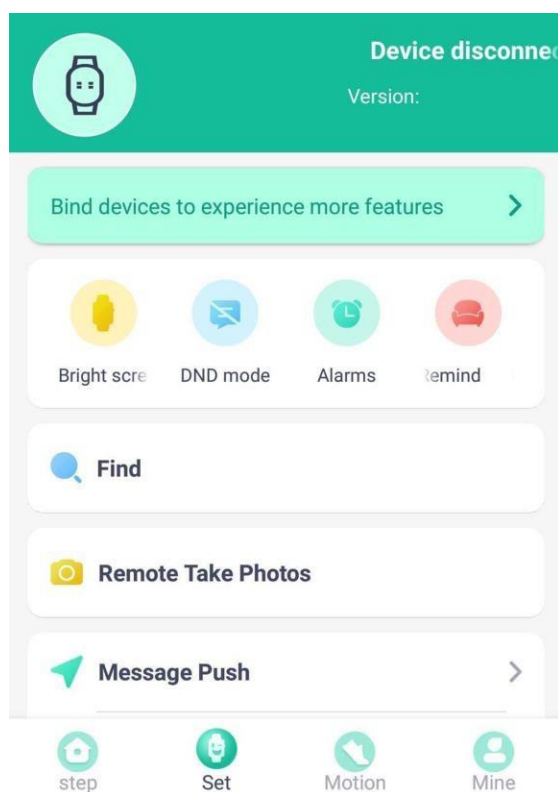 Device disconne
Version:
Bind devices to experience more features
Bright scre
DND mode
Alarms
Remind
Find
Remote Take Photos
Message Push
step
Set
Motion
Mine